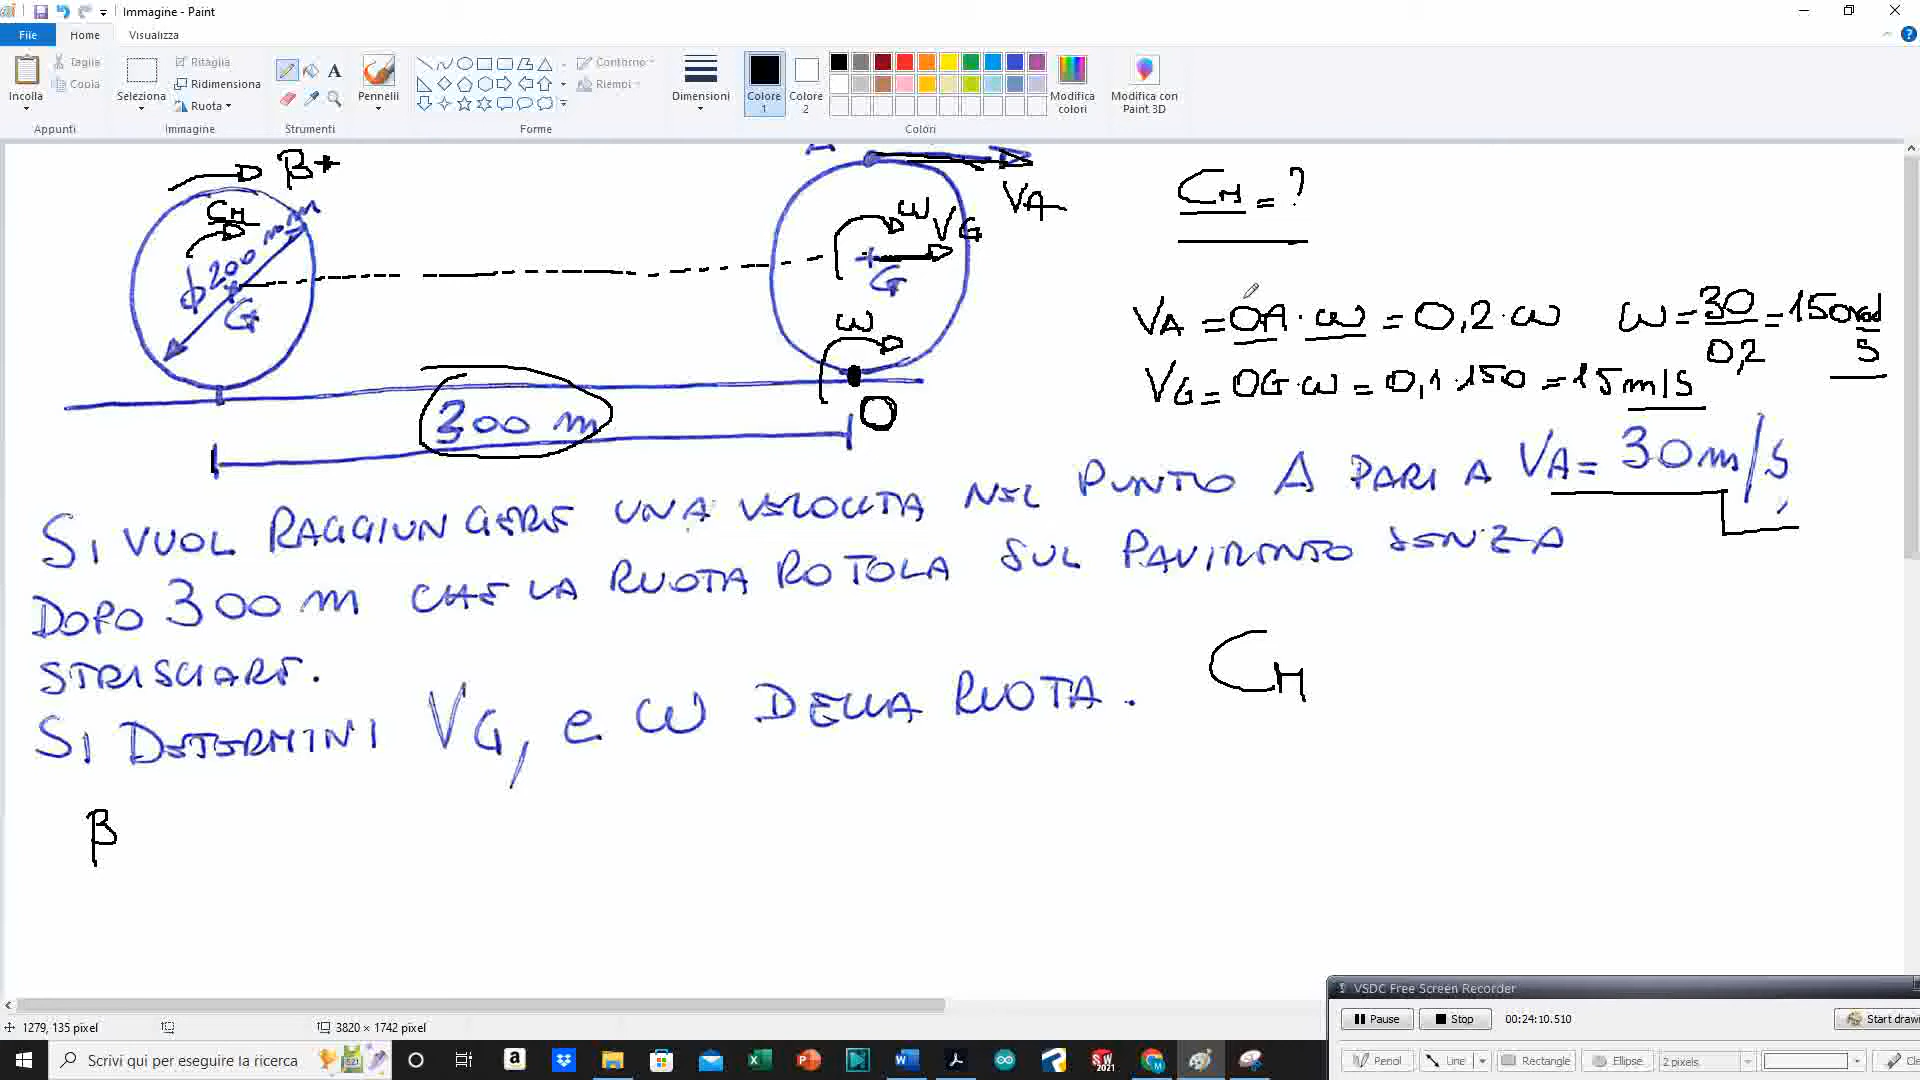 Immagine - Paint
File Home Visualizza
Incolla Taglia Copia Appunti
Seleziona Ritaglia Ridimensiona Ruota Immagine
Strumenti
Pennelli
Forme Contorno Riempi
Dimensioni
Colore 1 Colore 2 Colori
Modifica colori
Modifica con Paint 3D
β+
CM
ϕ 200 mm
G
ω VG
VA
G
ω
O
300 m
CM = ?
VA = OA · ω = 0,2 · ω ω = 30 / 0,2 = 150 rad/s
VG = OG · ω = 0,1 · 150 = 15 m/s
SI VUOL RAGGIUNGERE UNA VELOCITA NEL PUNTO A PARI A VA = 30 m/s
DOPO 300 m CHE LA RUOTA ROTOLA SUL PAVIMENTO SENZA
STRISCIARE.
SI DETERMINI VG, e ω DELLA RUOTA. CM
β
1279, 135 pixel
3820 × 1742 pixel
VSDC Free Screen Recorder
Pause Stop 00:24:10.510
Pencil Line Rectangle Ellipse 2 pixels
Scrivi qui per eseguire la ricerca